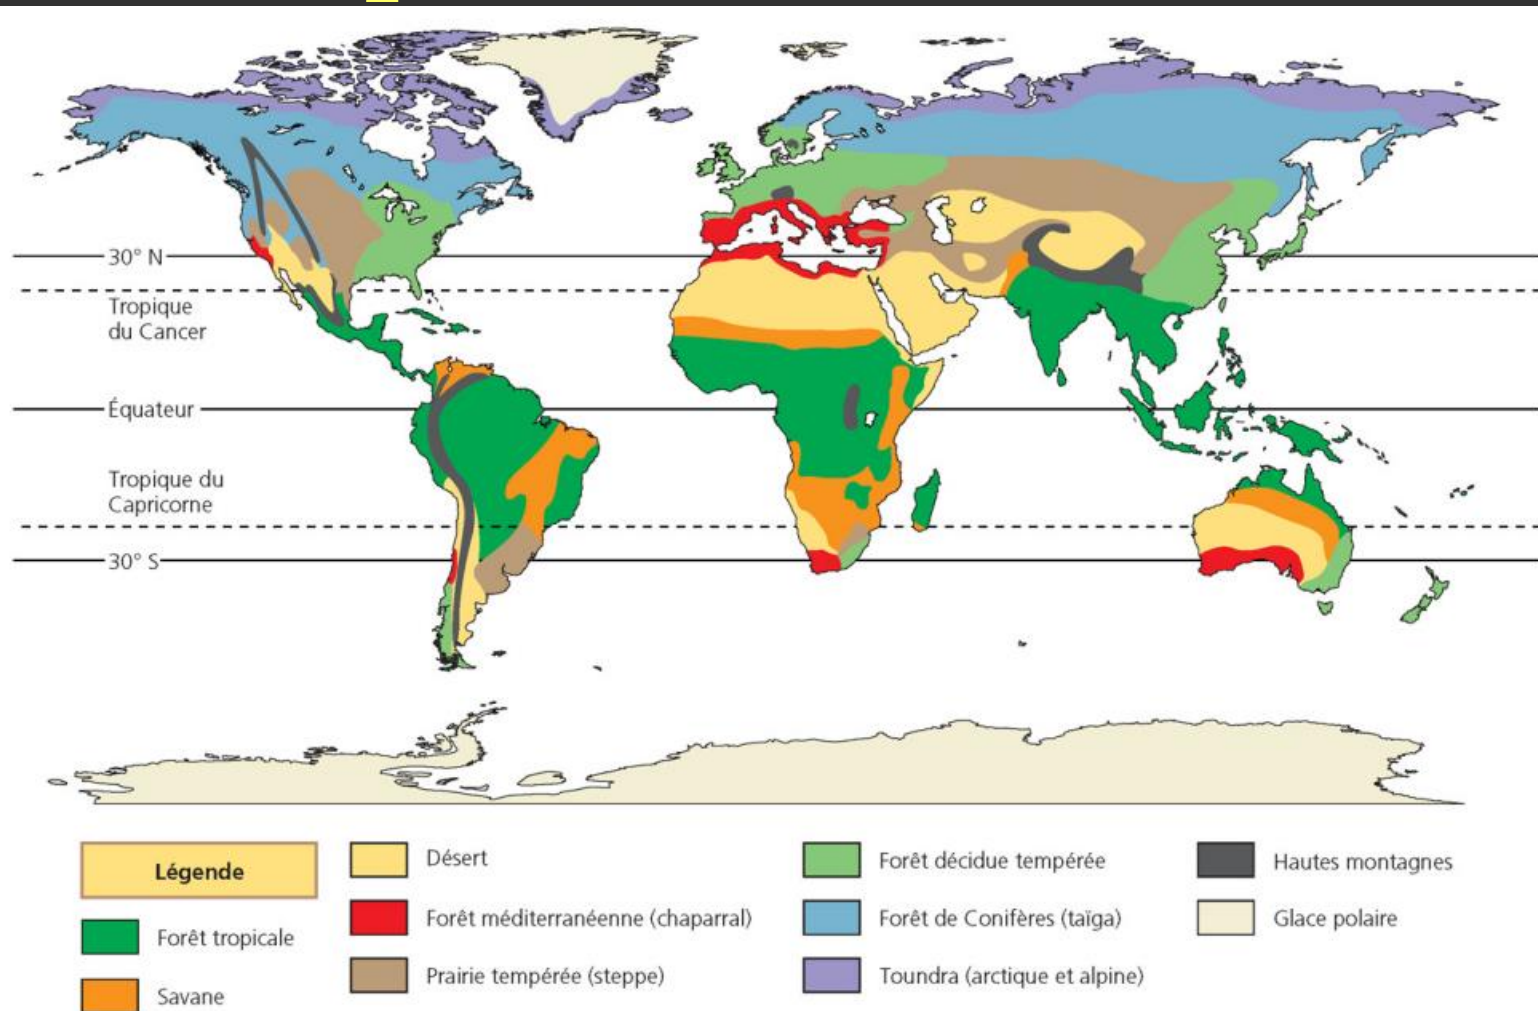 30° N
Tropique
du Cancer
Équateur
Tropique du
Capricorne
30° S
Légende
Forêt tropicale
Savane
Désert
Forêt méditerranéenne (chaparral)
Prairie tempérée (steppe)
Forêt décidue tempérée
Forêt de Conifères (taïga)
Toundra (arctique et alpine)
Hautes montagnes
Glace polaire